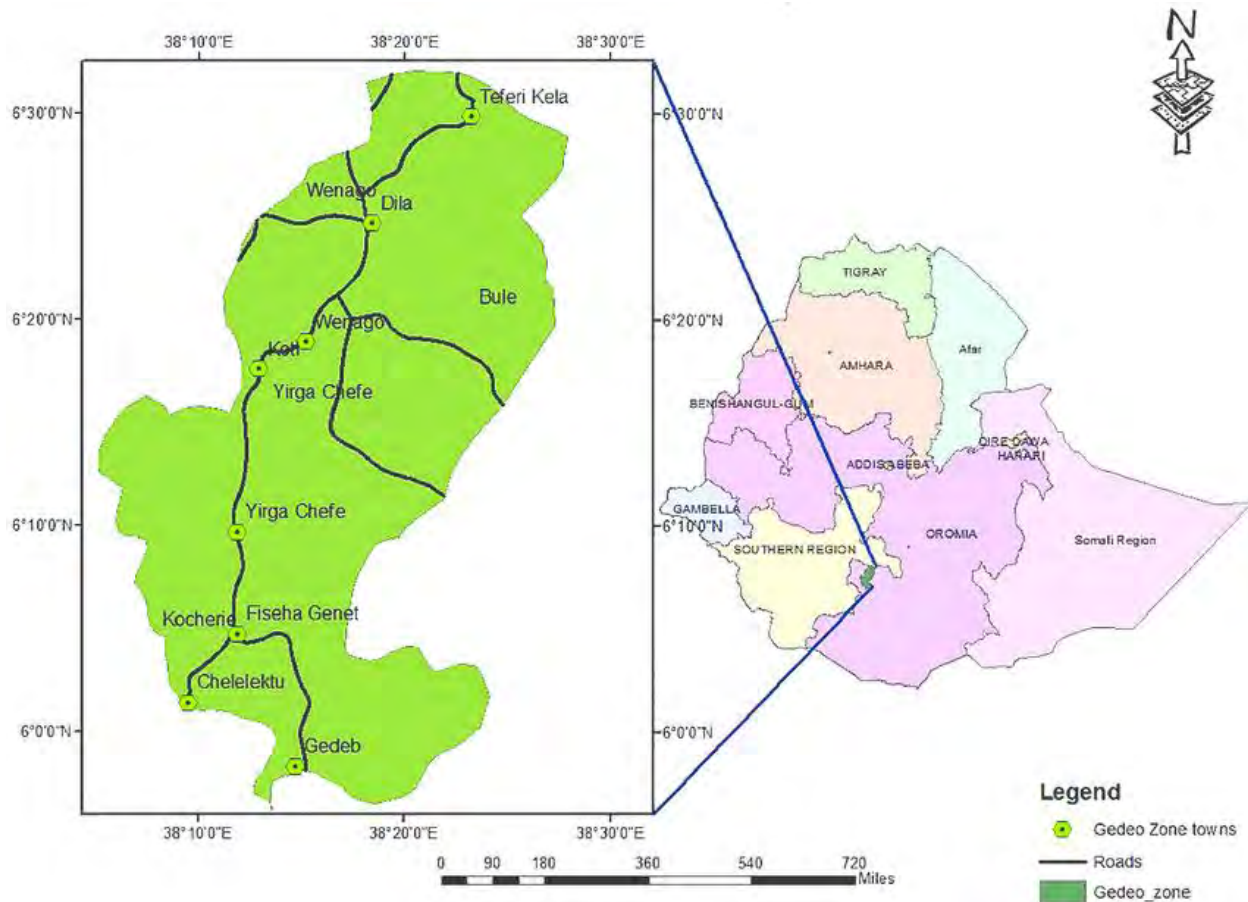 38°10'0"E 38°20'0"E 38°30'0"E
N
6°30'0"N
Teferi Kela
6°30'0"N
Wenago
Dila
6°20'0"N
Bule
6°20'0"N
Wenago
Koti
Yirga Chefe
6°10'0"N
Yirga Chefe
6°10'0"N
Kocherie
Fiseha Genet
Chelelektu
6°0'0"N
6°0'0"N
Gedeb
38°10'0"E 38°20'0"E 38°30'0"E
TIGRAY
Afar
AMHARA
BENISHANGUL-GUM
DIRE DAWA
HARARI
ADDIS ABEBA
GAMBELLA
OROMIA
Somali Region
SOUTHERN REGION
Legend
Gedeo Zone towns
Roads
Gedeo_zone
0 90 180 360 540 720
Miles